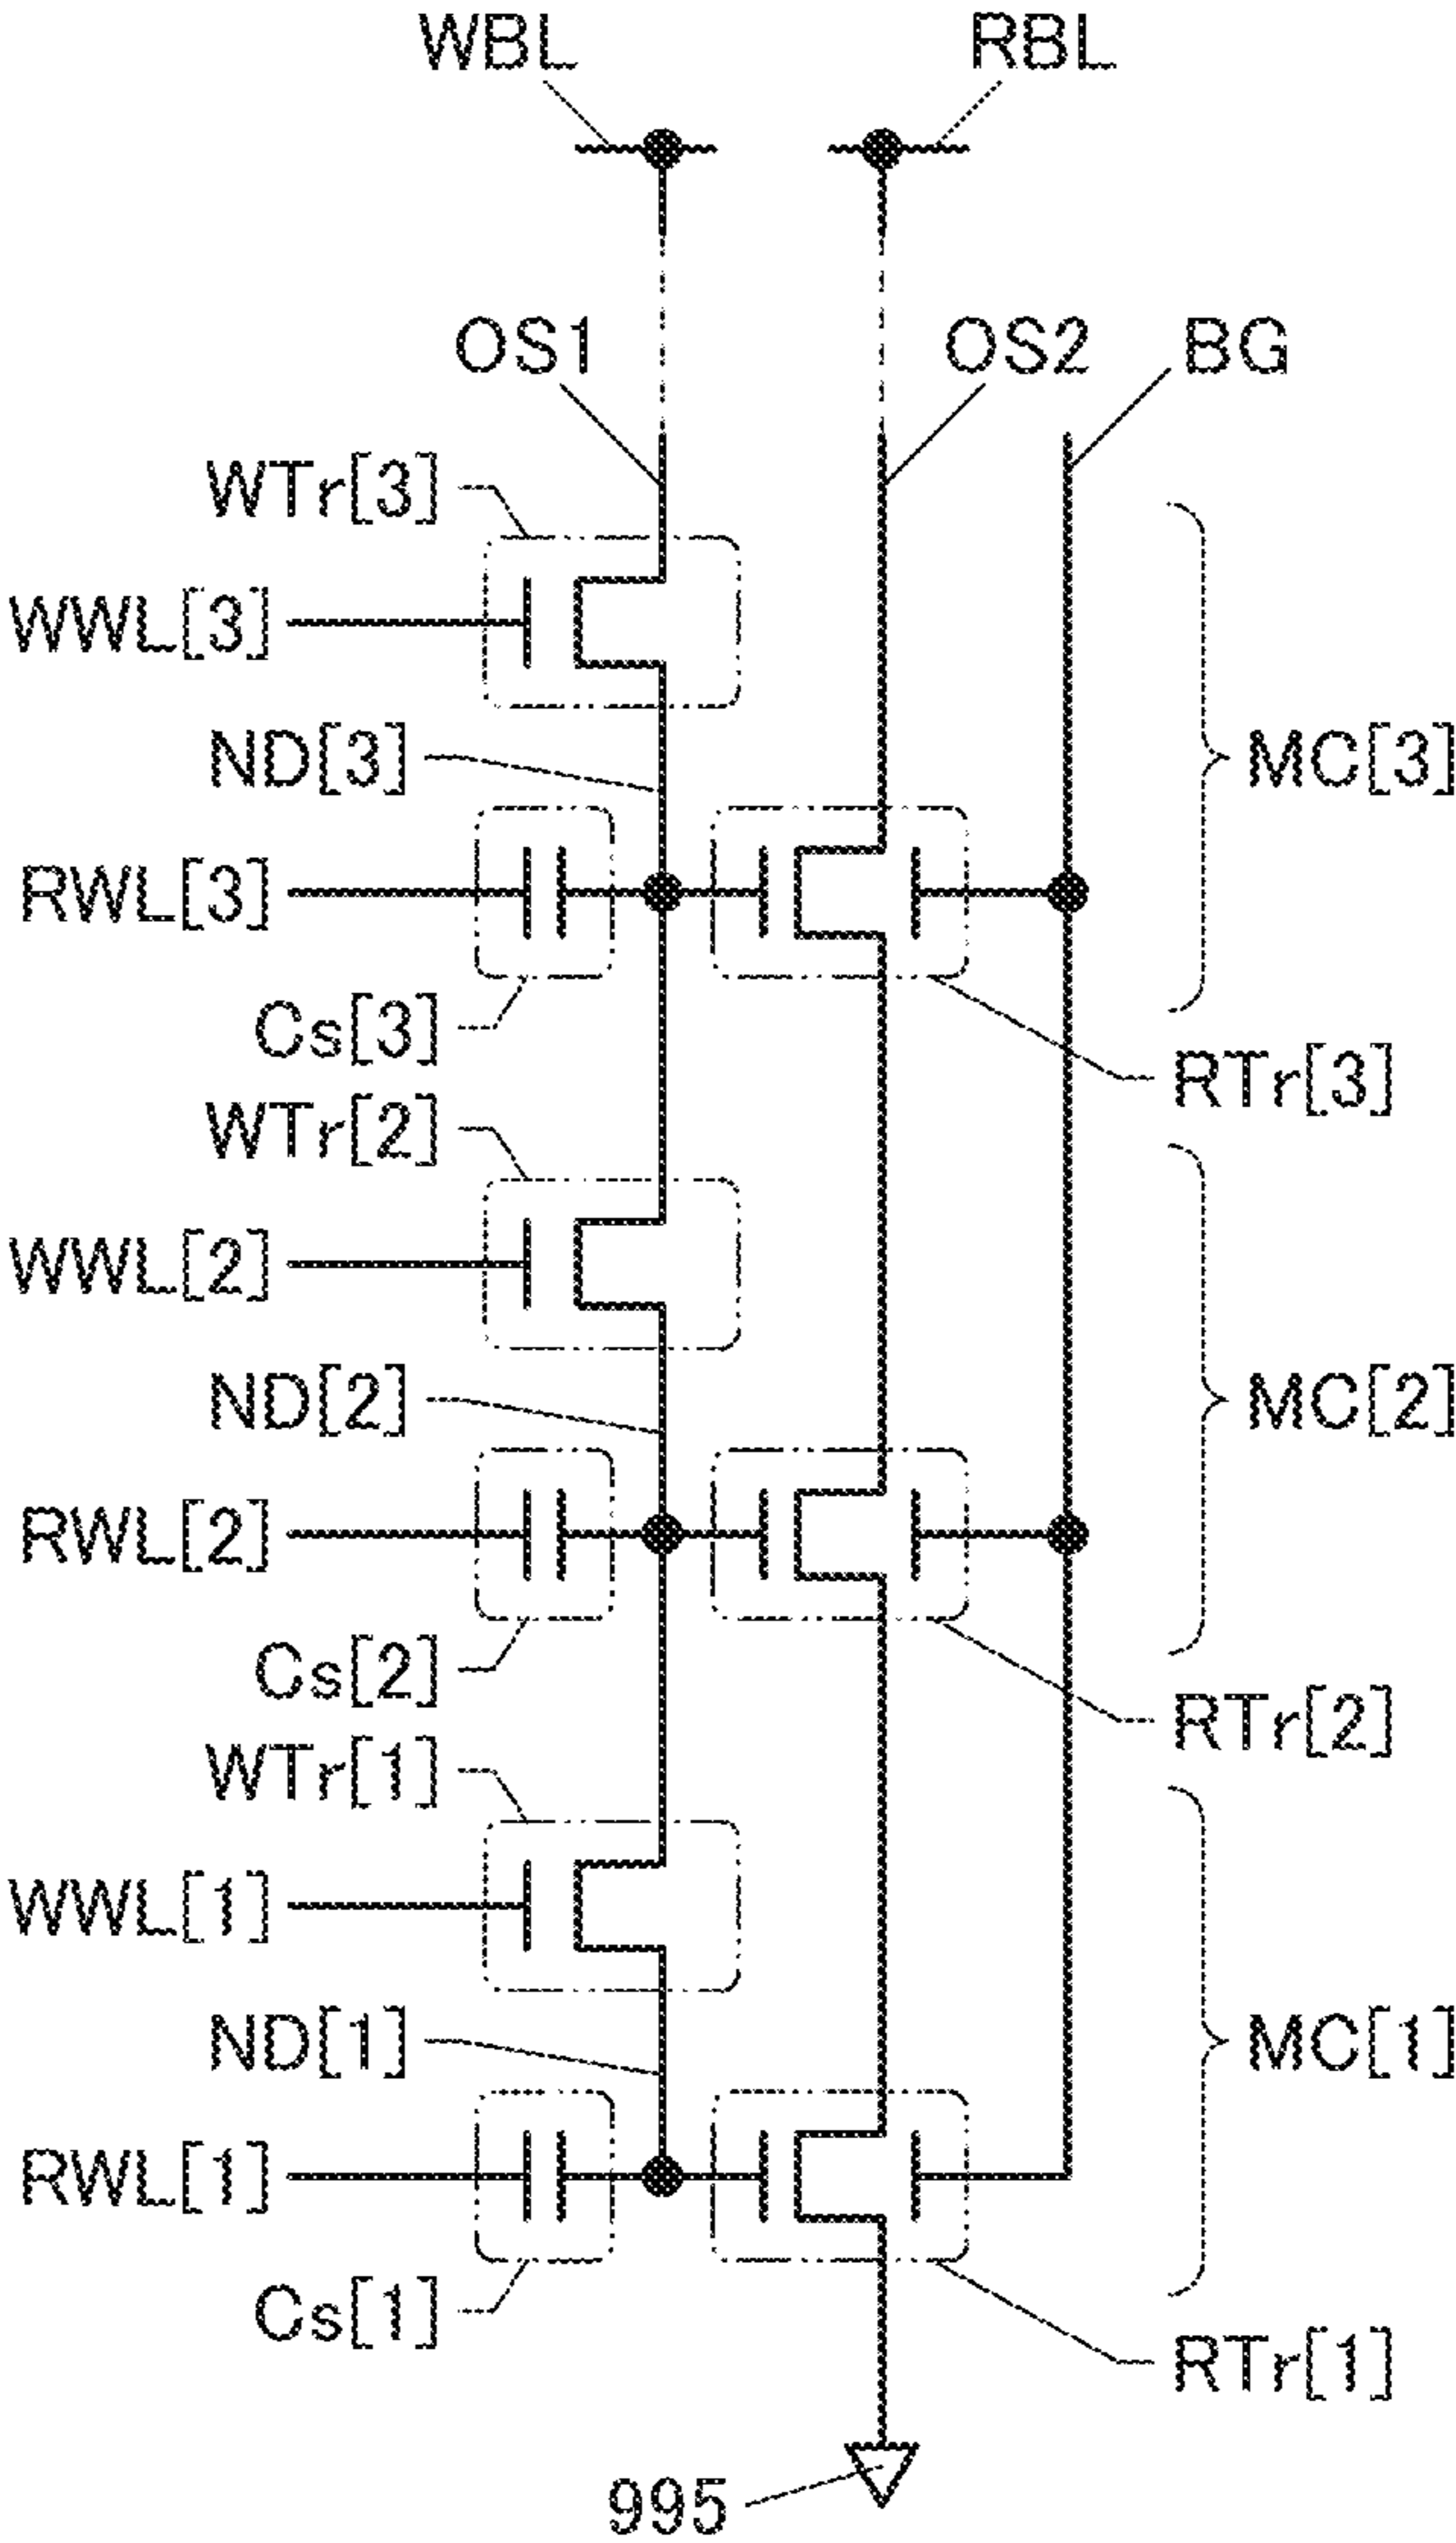 WBL RBL
OS1 OS2 BG
WTr[3]
WWL[3]
ND[3] MC[3]
RWL[3]
Cs[3]
RTr[3]
WTr[2]
WWL[2]
ND[2] MC[2]
RWL[2]
Cs[2]
RTr[2]
WTr[1]
WWL[1]
ND[1] MC[1]
RWL[1]
Cs[1]
RTr[1]
995